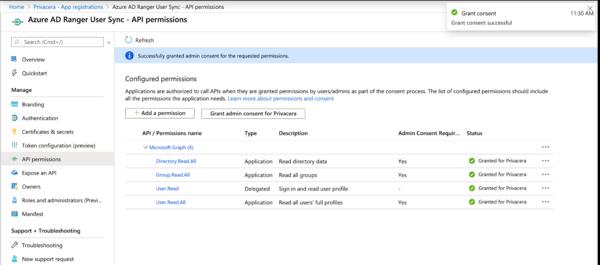 Home > Privacera - App registrations > Azure AD Ranger User Sync - API permissions
Azure AD Ranger User Sync - API permissions
Grant consent
11:30 AM
Grant consent successful
Search (Cmd+/)
«
Refresh
Successfully granted admin consent for the requested permissions.
Overview
Quickstart
Manage
Branding
Authentication
Certificates & secrets
Token configuration (preview)
API permissions
Expose an API
Owners
Roles and administrators (Previ...
Manifest
Support + Troubleshooting
Troubleshooting
New support request
Configured permissions
Applications are authorized to call APIs when they are granted permissions by users/admins as part of the consent process. The list of configured permissions should include
all the permissions the application needs. Learn more about permissions and consent
+ Add a permission
Grant admin consent for Privacera
API / Permissions name Type Description Admin Consent Requir... Status
Microsoft Graph (4) ...
Directory.Read.All Application Read directory data Yes Granted for Privacera ...
Group.Read.All Application Read all groups Yes Granted for Privacera ...
User.Read Delegated Sign in and read user profile - Granted for Privacera ...
User.Read.All Application Read all users' full profiles Yes Granted for Privacera ...